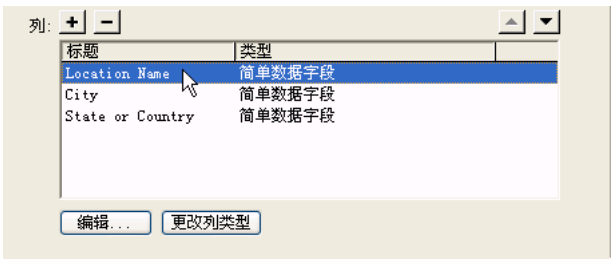 列: + −
标题 类型
Location Name 简单数据字段
City 简单数据字段
State or Country 简单数据字段
编辑... 更改列类型